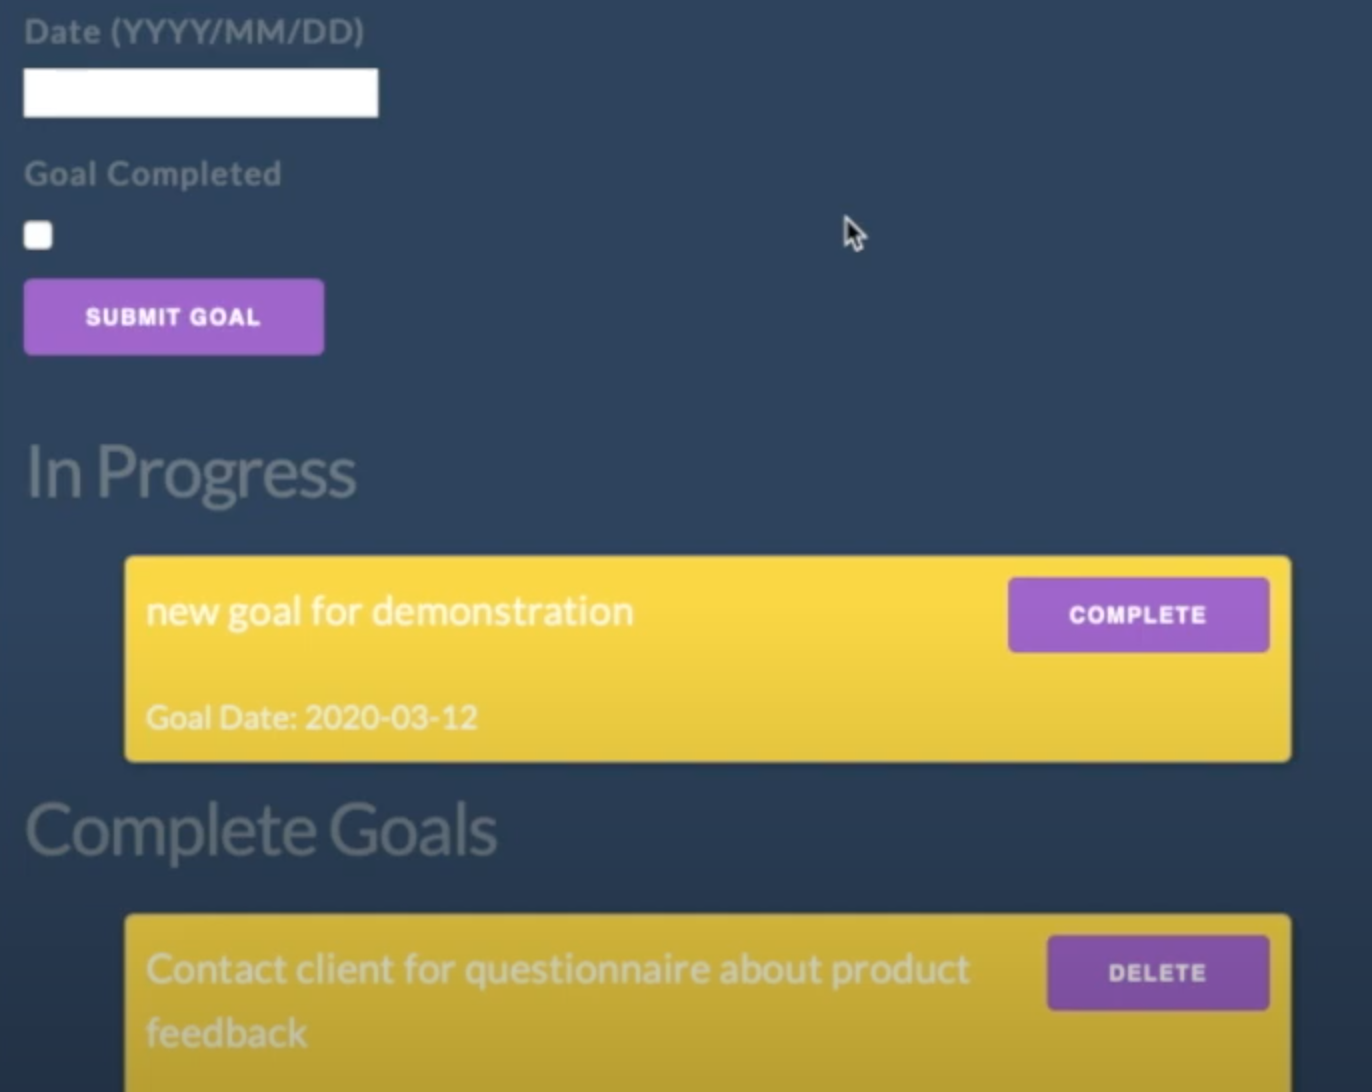 Date (YYYY/MM/DD)
Goal Completed
SUBMIT GOAL
In Progress
new goal for demonstration
COMPLETE
Goal Date: 2020-03-12
Complete Goals
Contact client for questionnaire about product
feedback
DELETE